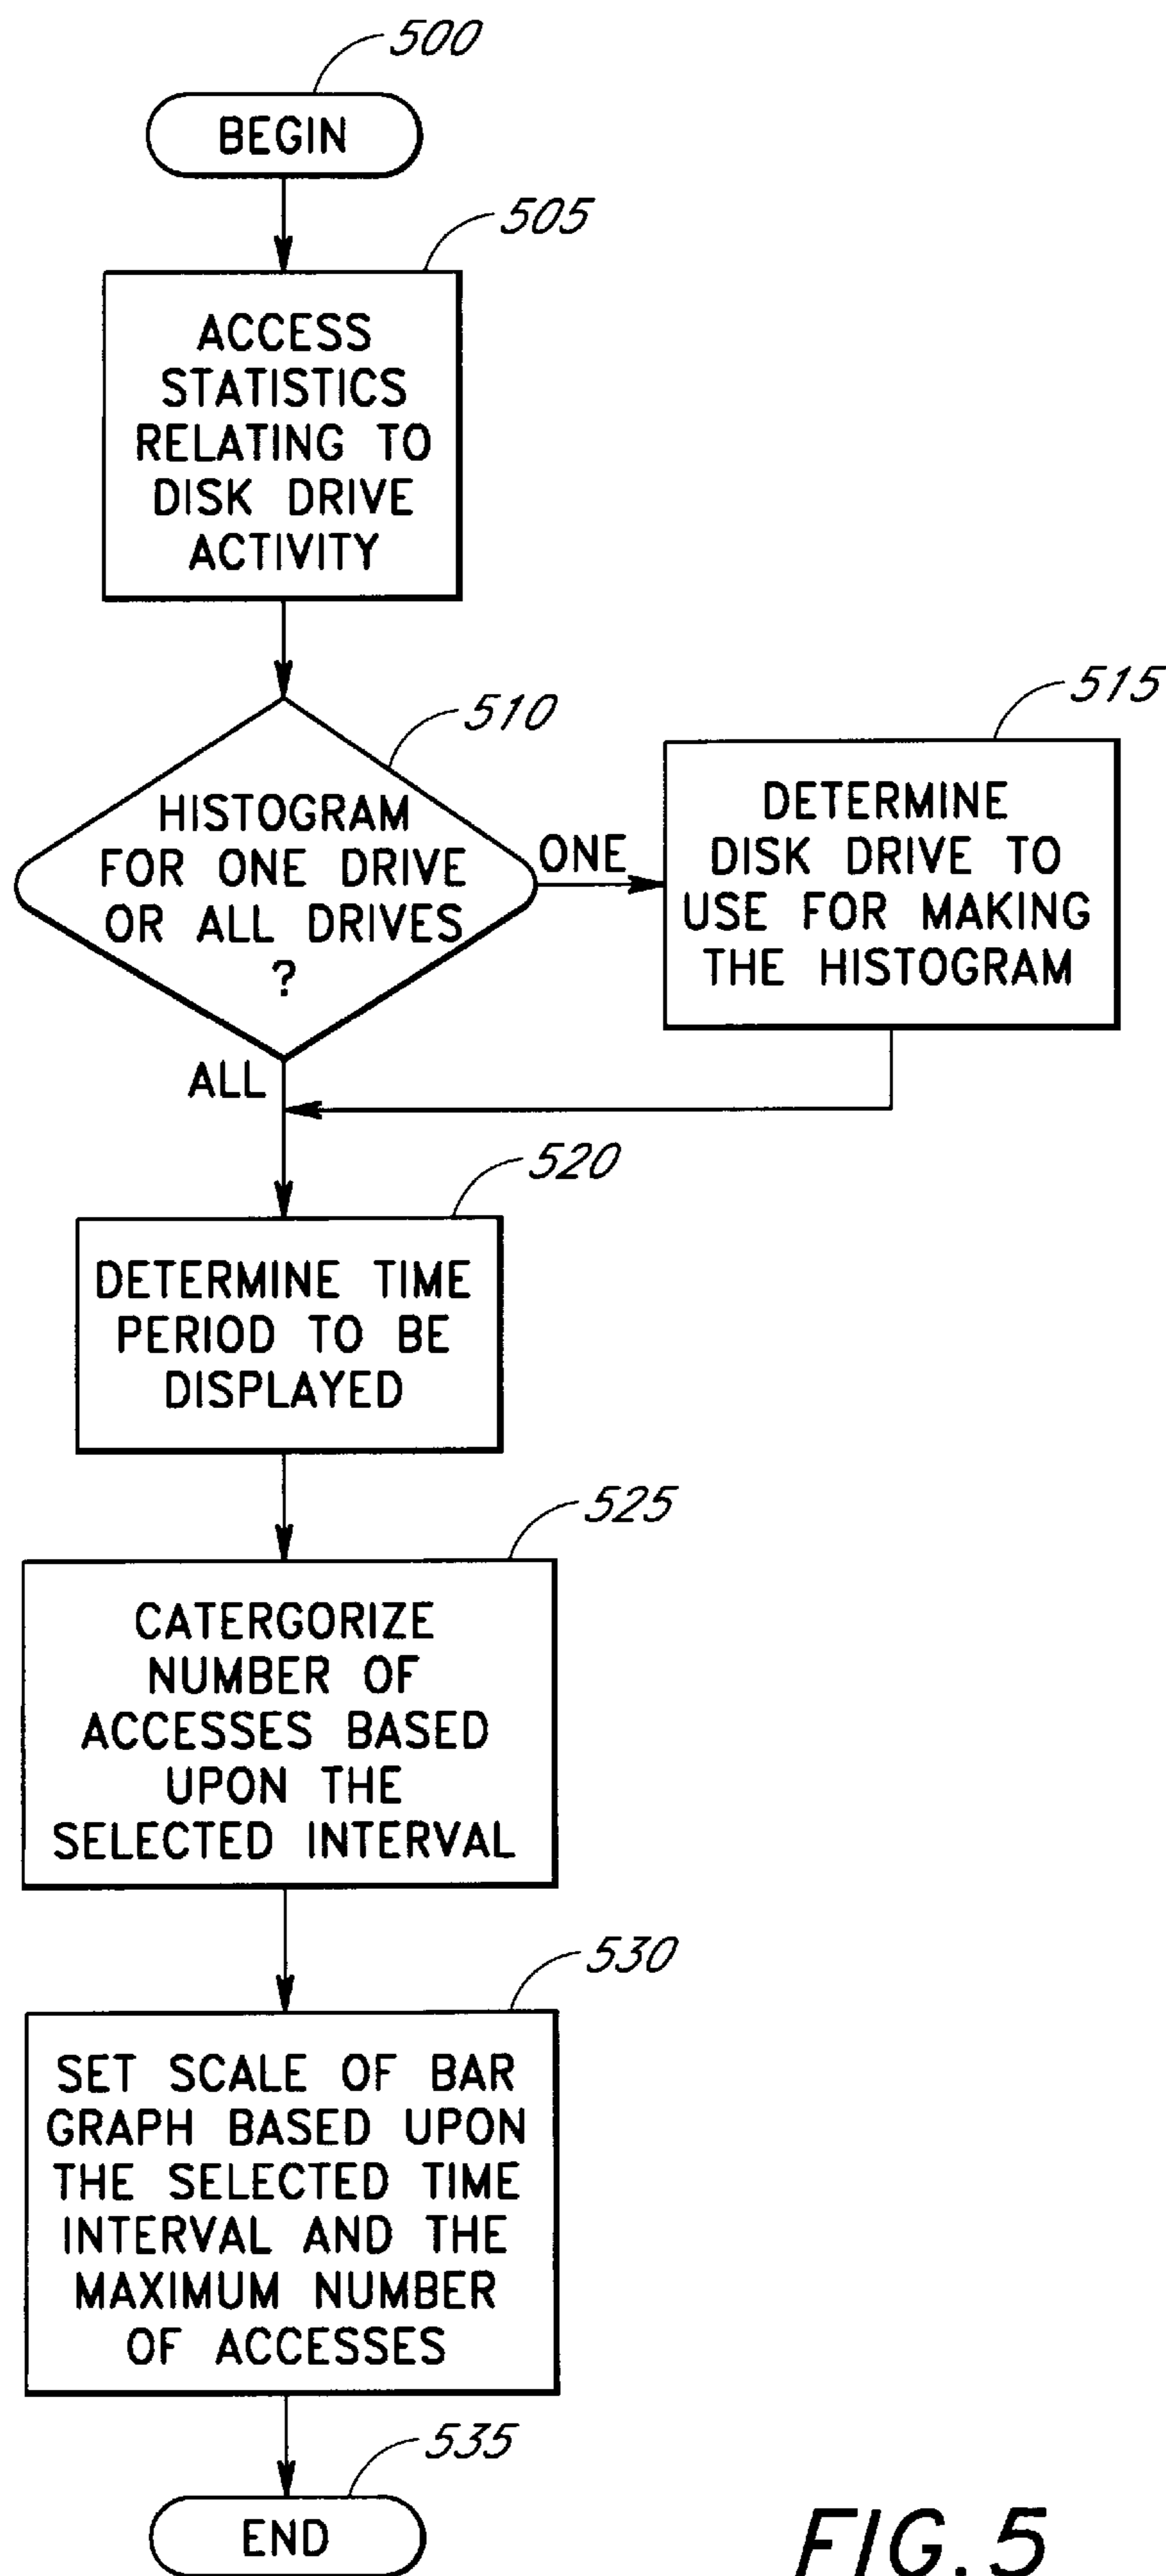 500
BEGIN
505
ACCESS
STATISTICS
RELATING TO
DISK DRIVE
ACTIVITY
510
HISTOGRAM
FOR ONE DRIVE
OR ALL DRIVES
?
ONE
515
DETERMINE
DISK DRIVE TO
USE FOR MAKING
THE HISTOGRAM
ALL
520
DETERMINE TIME
PERIOD TO BE
DISPLAYED
525
CATERGORIZE
NUMBER OF
ACCESSES BASED
UPON THE
SELECTED INTERVAL
530
SET SCALE OF BAR
GRAPH BASED UPON
THE SELECTED TIME
INTERVAL AND THE
MAXIMUM NUMBER
OF ACCESSES
535
END
FIG. 5